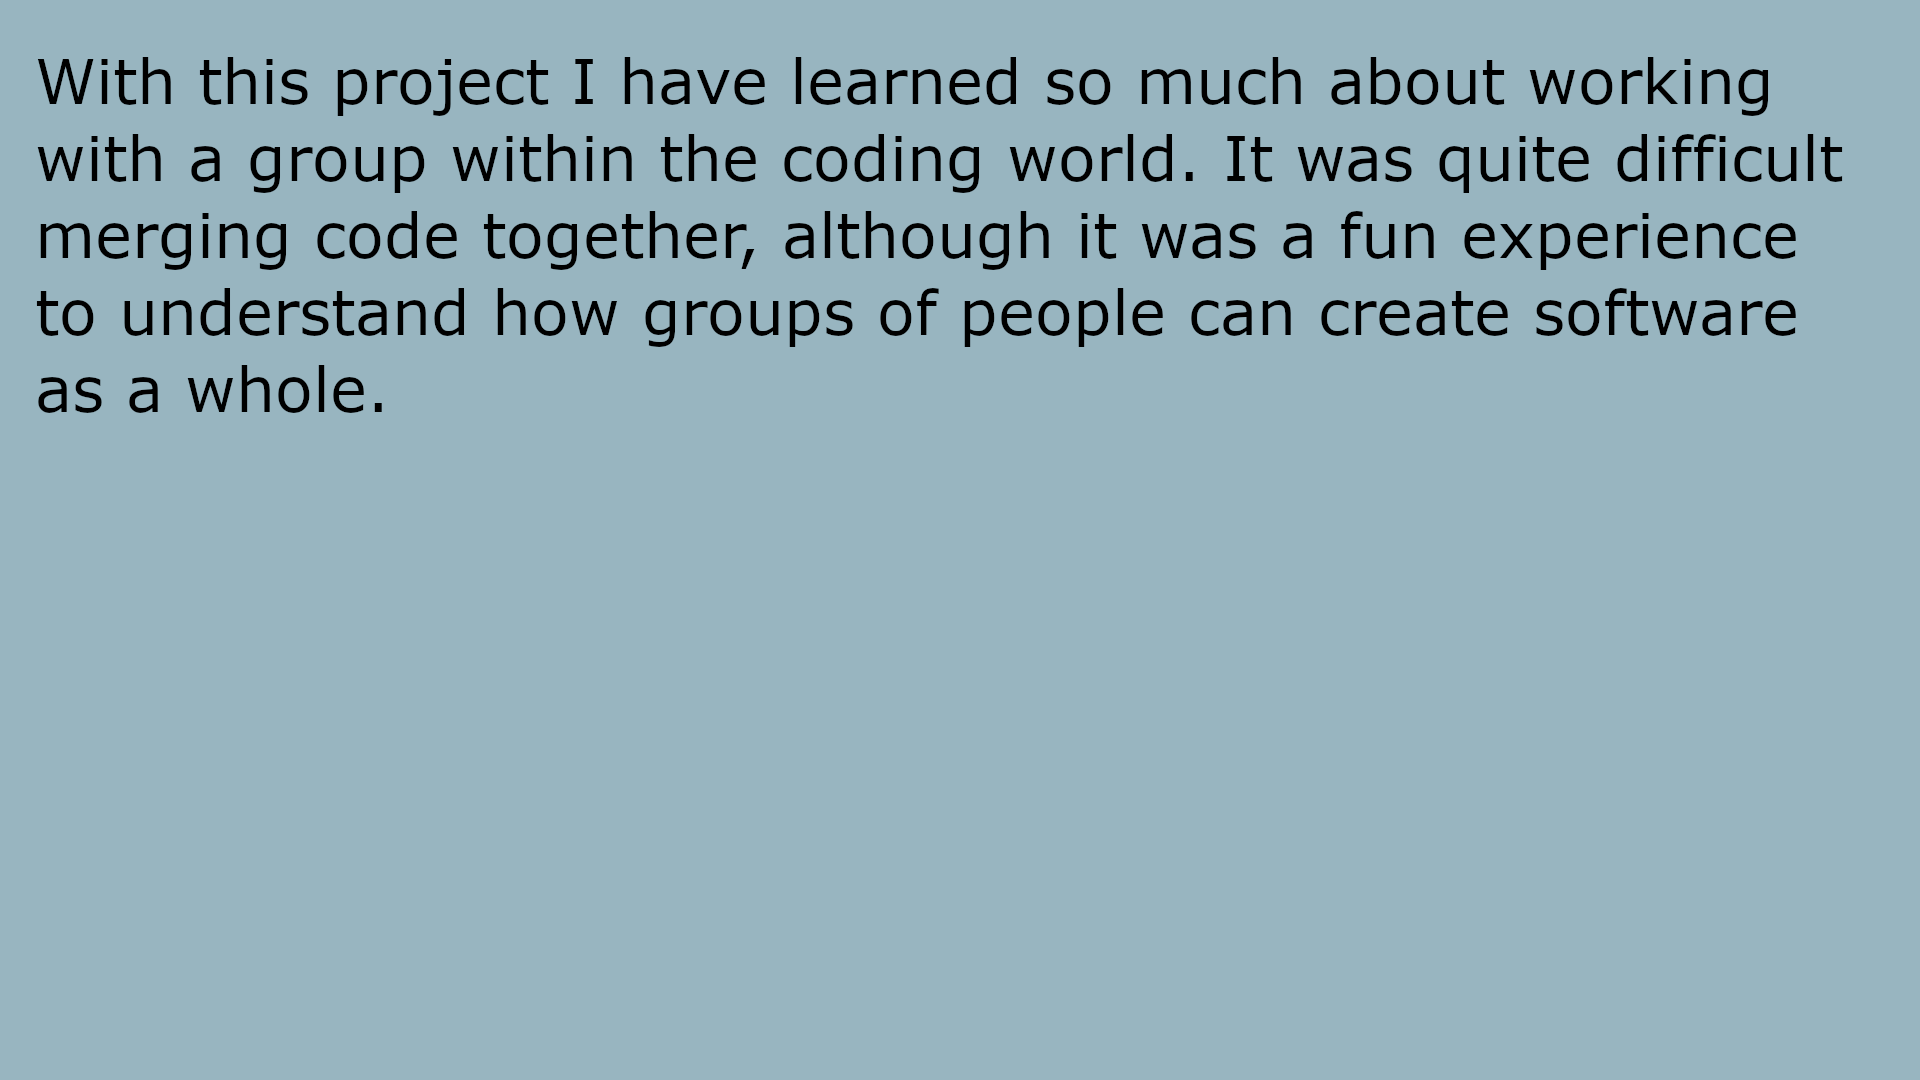 With this project I have learned so much about working
with a group within the coding world. It was quite difficult
merging code together, although it was a fun experience
to understand how groups of people can create software
as a whole.